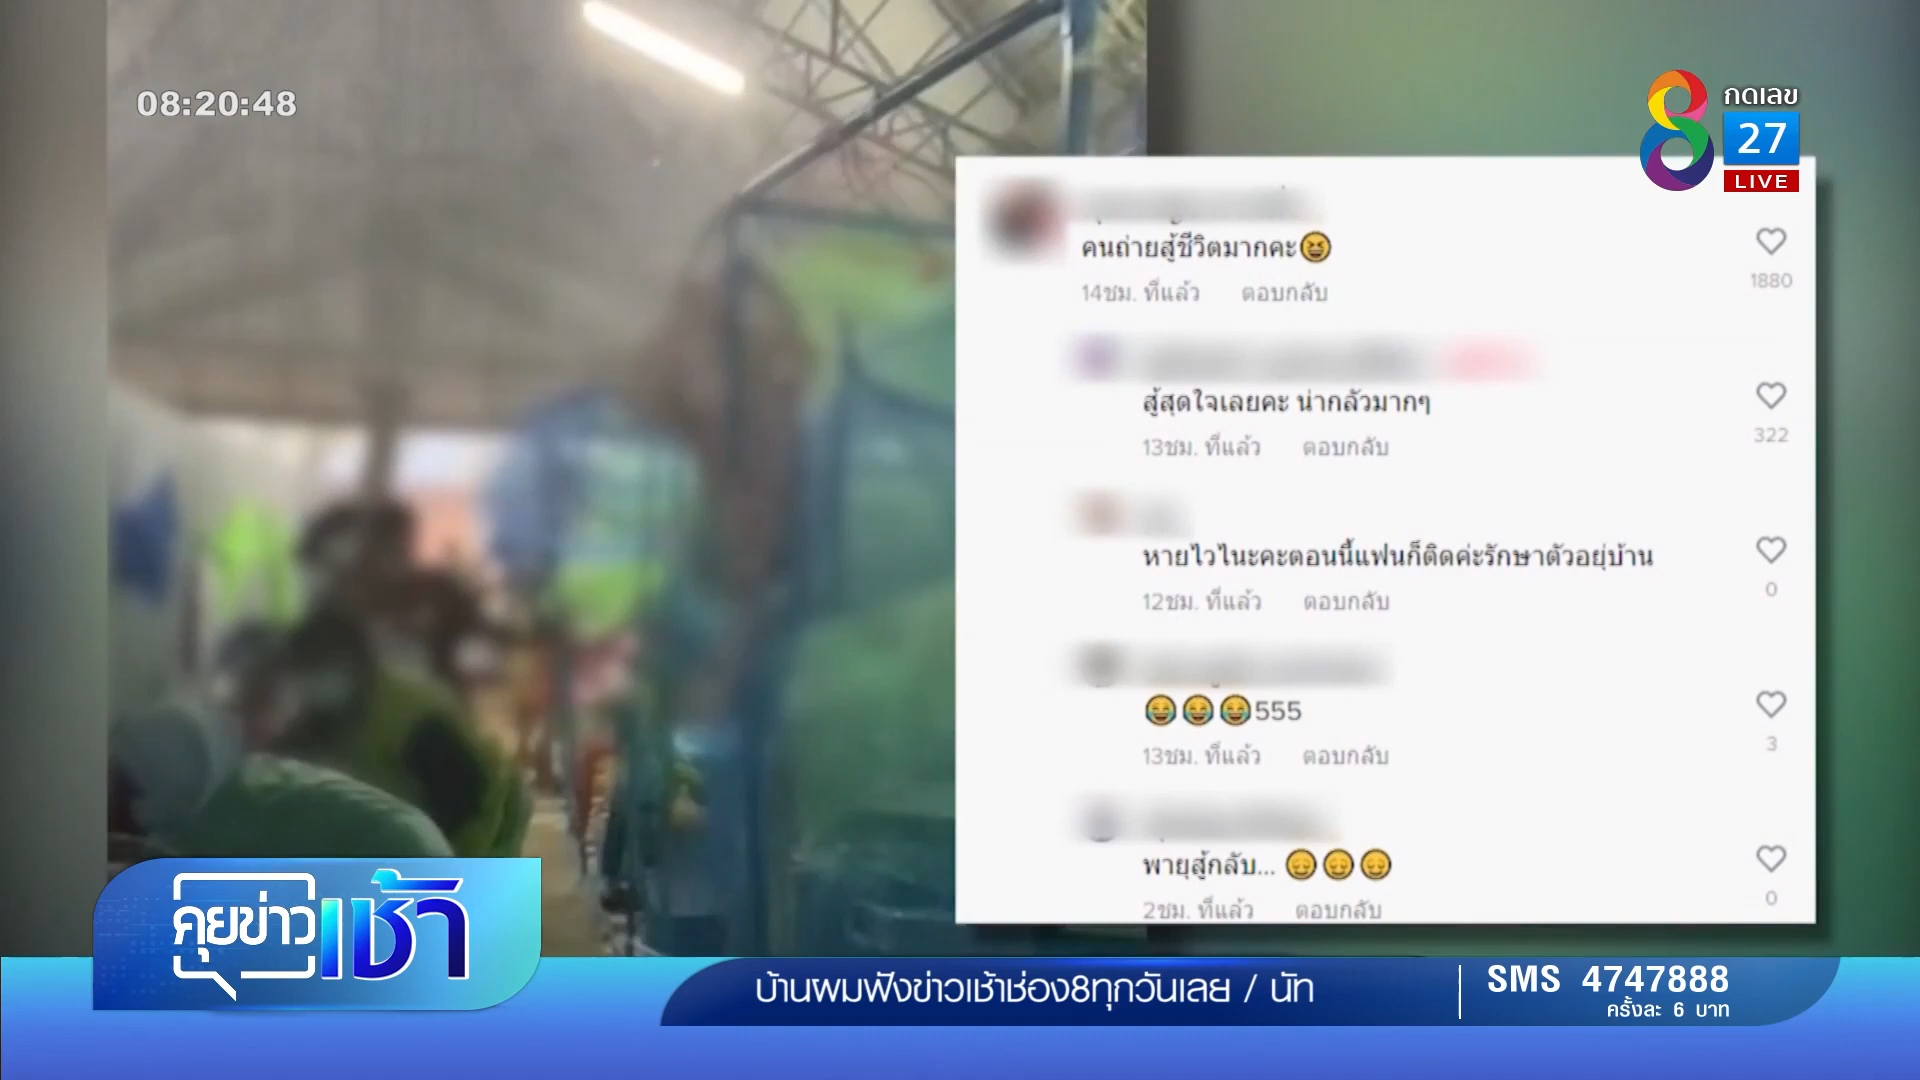 08:20:48
กดเลข
27
LIVE
คนถ่ายสู้ชีวิตมากคะ😆
1880
14ชม. ที่แล้ว ตอบกลับ
สู้สุดใจเลยคะ น่ากลัวมากๆ
322
13ชม. ที่แล้ว ตอบกลับ
หายไวไนะคะตอนนี้แฟนก็ติดค่ะรักษาตัวอยุ่บ้าน
0
12ชม. ที่แล้ว ตอบกลับ
😂😂😂555
3
13ชม. ที่แล้ว ตอบกลับ
พายุสู้กลับ... 😔😔😔
0
2ชม. ที่แล้ว ตอบกลับ
คุยข่าวเช้า
บ้านผมฟังข่าวเช้าช่อง8ทุกวันเลย / นัท
SMS 4747888
ครั้งละ 6 บาท